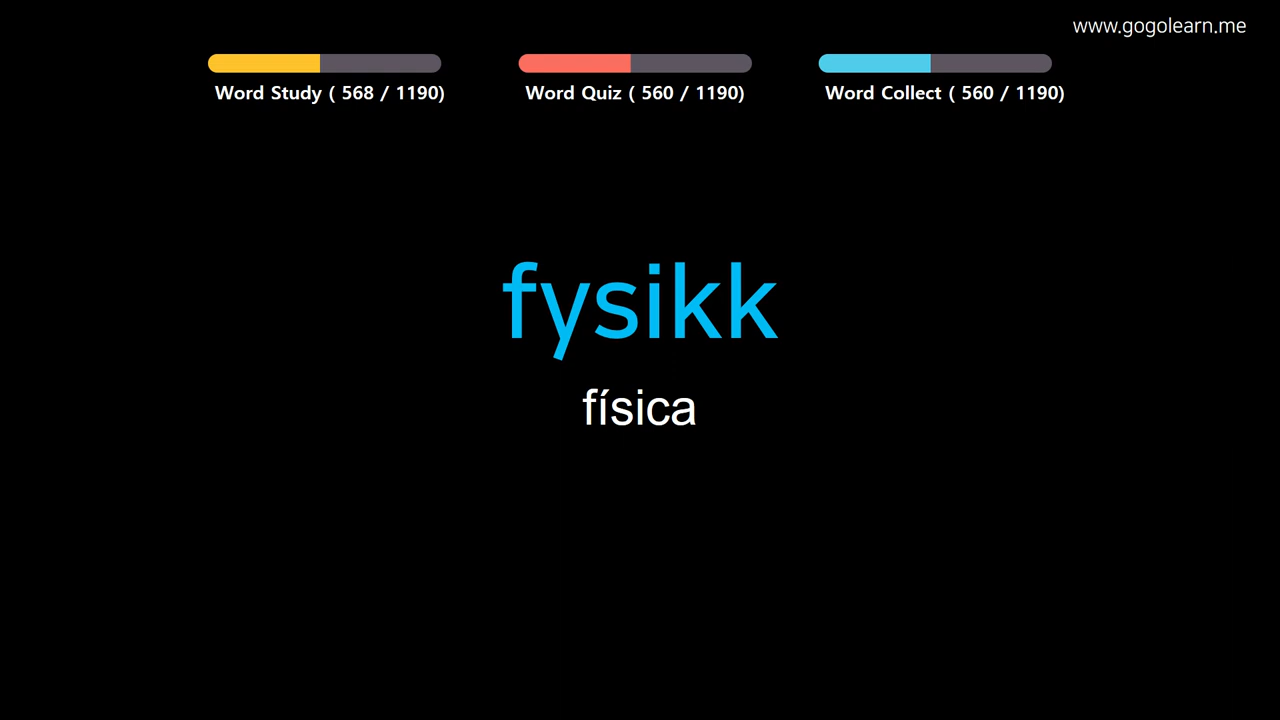 www.gogolearn.me
Word Study ( 568 / 1190)
Word Quiz ( 560 / 1190)
Word Collect ( 560 / 1190)
fysikk
física